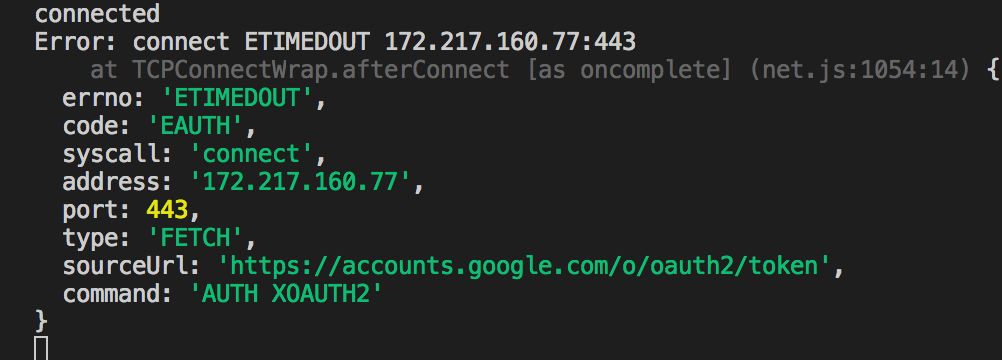 connected
Error: connect ETIMEDOUT 172.217.160.77:443
    at TCPConnectWrap.afterConnect [as oncomplete] (net.js:1054:14) {
  errno: 'ETIMEDOUT',
  code: 'EAUTH',
  syscall: 'connect',
  address: '172.217.160.77',
  port: 443,
  type: 'FETCH',
  sourceUrl: 'https://accounts.google.com/o/oauth2/token',
  command: 'AUTH XOAUTH2'
}